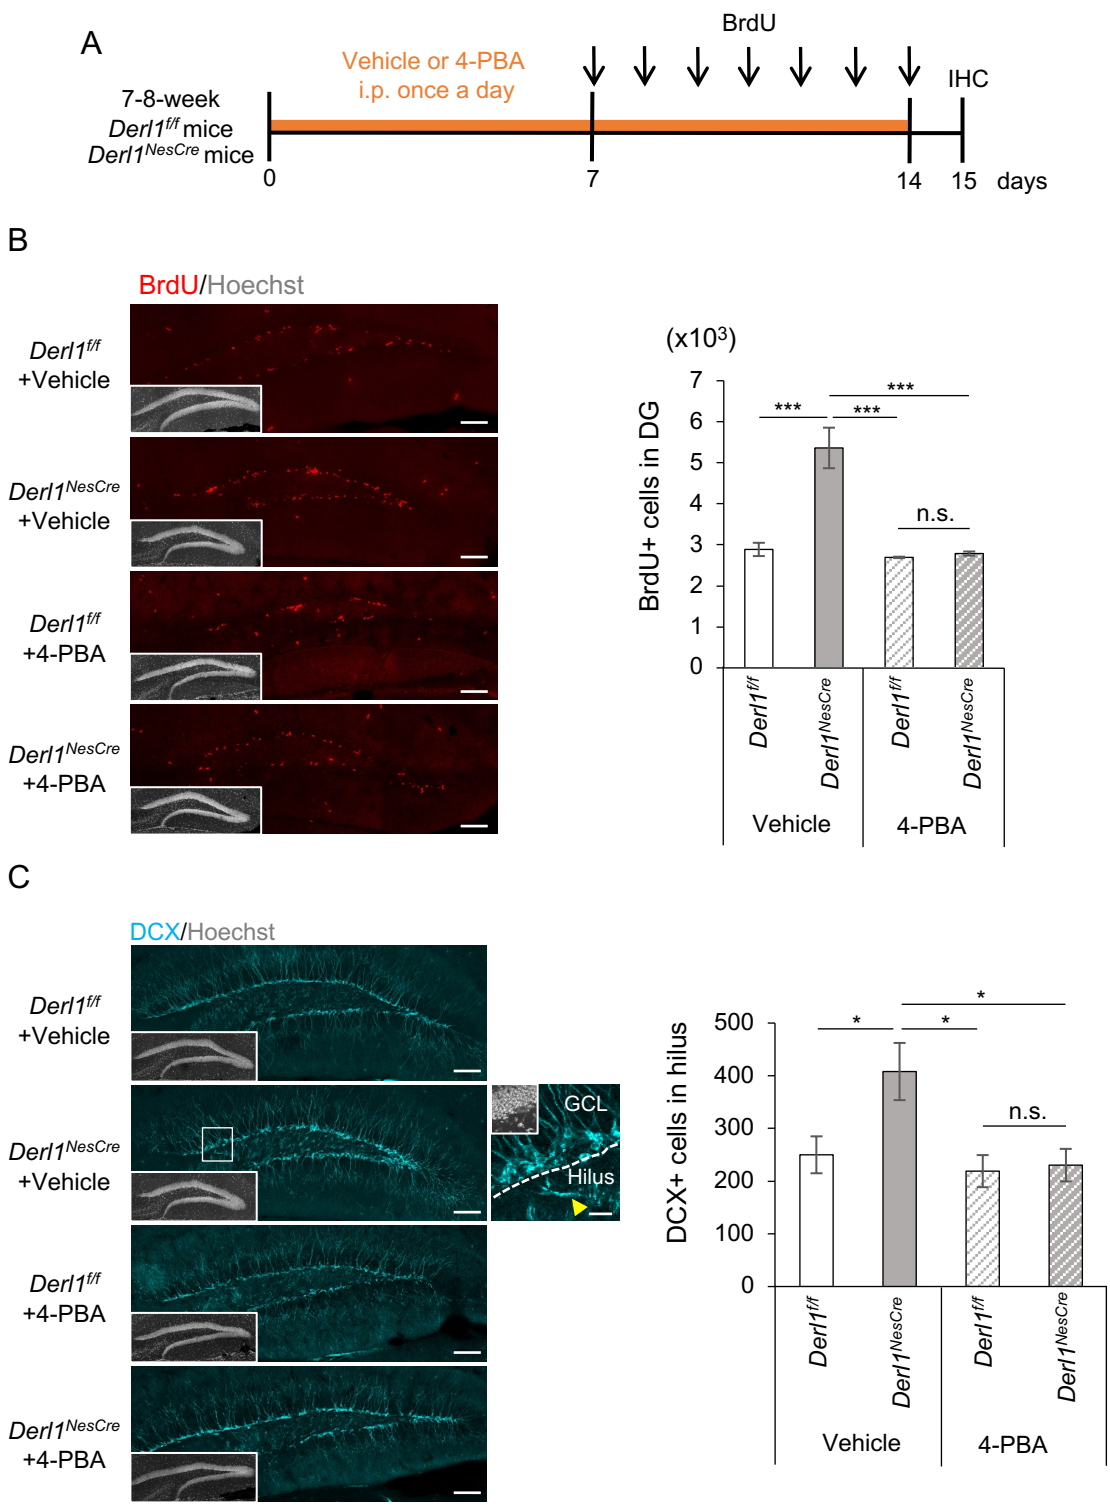 A
BrdU
Vehicle or 4-PBA
i.p. once a day
IHC
7-8-week
Derl1f/f mice
Derl1NesCre mice
0
7
14
15
days
B
BrdU/Hoechst
Derl1f/f
+Vehicle
Derl1NesCre
+Vehicle
Derl1f/f
+4-PBA
Derl1NesCre
+4-PBA
(x10³)
BrdU+ cells in DG
7
6
5
4
3
2
1
0
***
***
***
n.s.
Derl1f/f
Derl1NesCre
Derl1f/f
Derl1NesCre
Vehicle
4-PBA
C
DCX/Hoechst
Derl1f/f
+Vehicle
Derl1NesCre
+Vehicle
GCL
Hilus
Derl1f/f
+4-PBA
Derl1NesCre
+4-PBA
DCX+ cells in hilus
500
400
300
200
100
0
*
*
*
n.s.
Derl1f/f
Derl1NesCre
Derl1f/f
Derl1NesCre
Vehicle
4-PBA